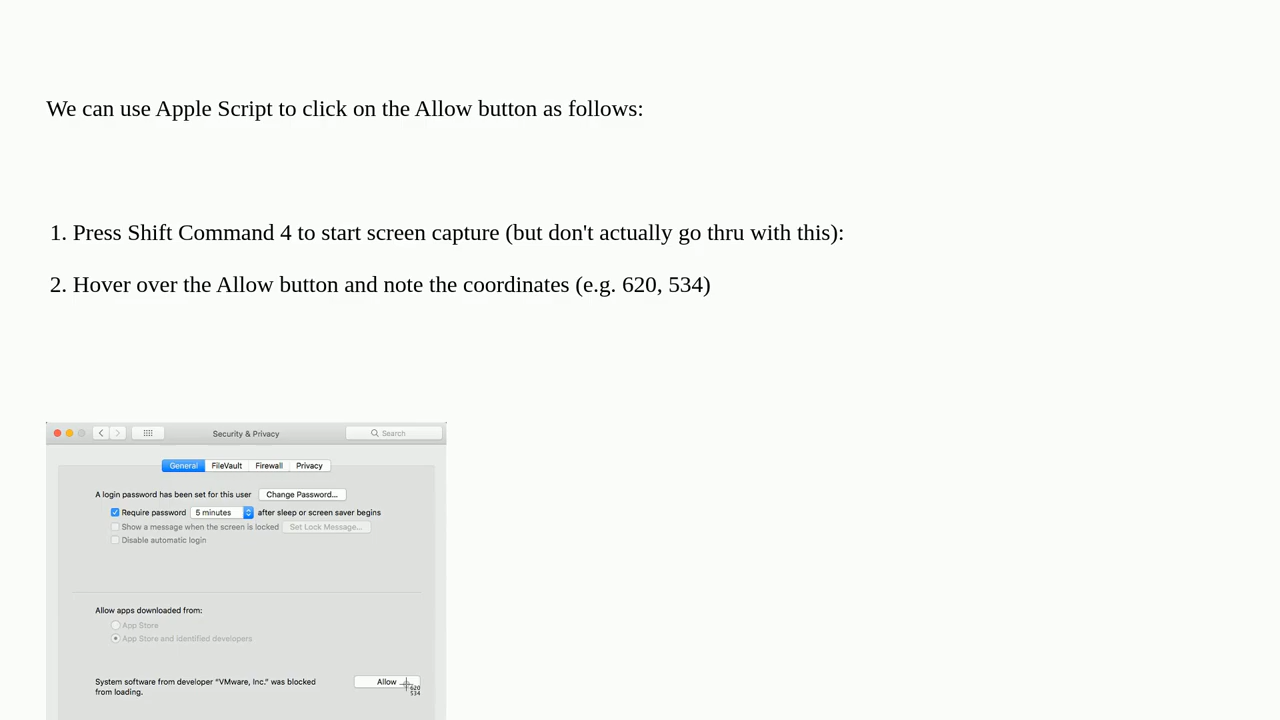 We can use Apple Script to click on the Allow button as follows:
1. Press Shift Command 4 to start screen capture (but don't actually go thru with this):
2. Hover over the Allow button and note the coordinates (e.g. 620, 534)
Security & Privacy
Search
General FileVault Firewall Privacy
A login password has been set for this user Change Password...
Require password 5 minutes after sleep or screen saver begins
Show a message when the screen is locked Set Lock Message...
Disable automatic login
Allow apps downloaded from:
App Store
App Store and identified developers
System software from developer “VMware, Inc.” was blocked
from loading.
Allow
620
534